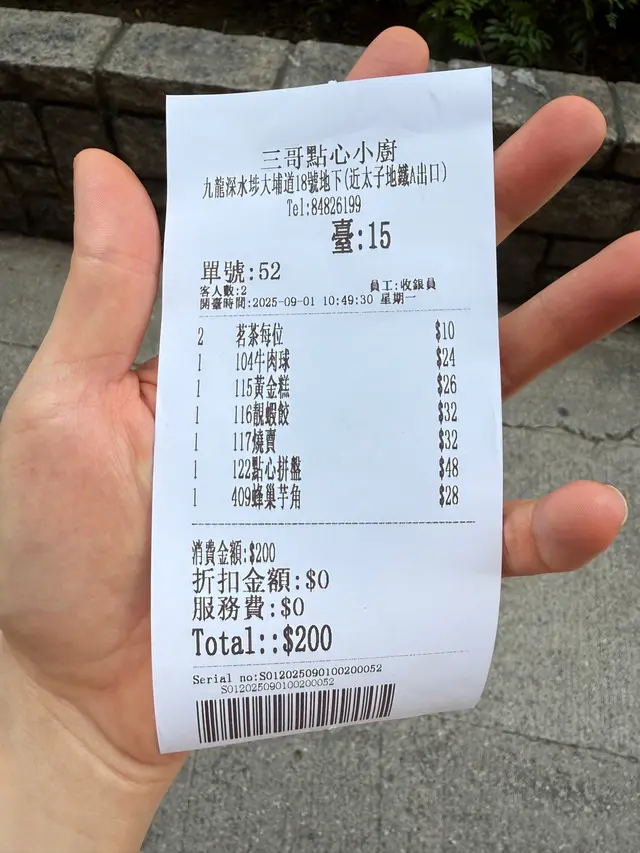 三哥點心小廚
九龍深水埗大埔道18號地下(近太子地鐵A出口)
Tel:84826199
臺:15
單號:52
客人數:2 員工:收銀員
開臺時間:2025-09-01 10:49:30 星期一
2 茗茶每位 $10
1 104牛肉球 $24
1 115黃金糕 $26
1 116靚蝦餃 $32
1 117燒賣 $32
1 122點心拼盤 $48
1 409蜂巢芋角 $28
消費金額:$200
折扣金額:$0
服務費:$0
Total::$200
Serial no:S012025090100200052
S012025090100200052